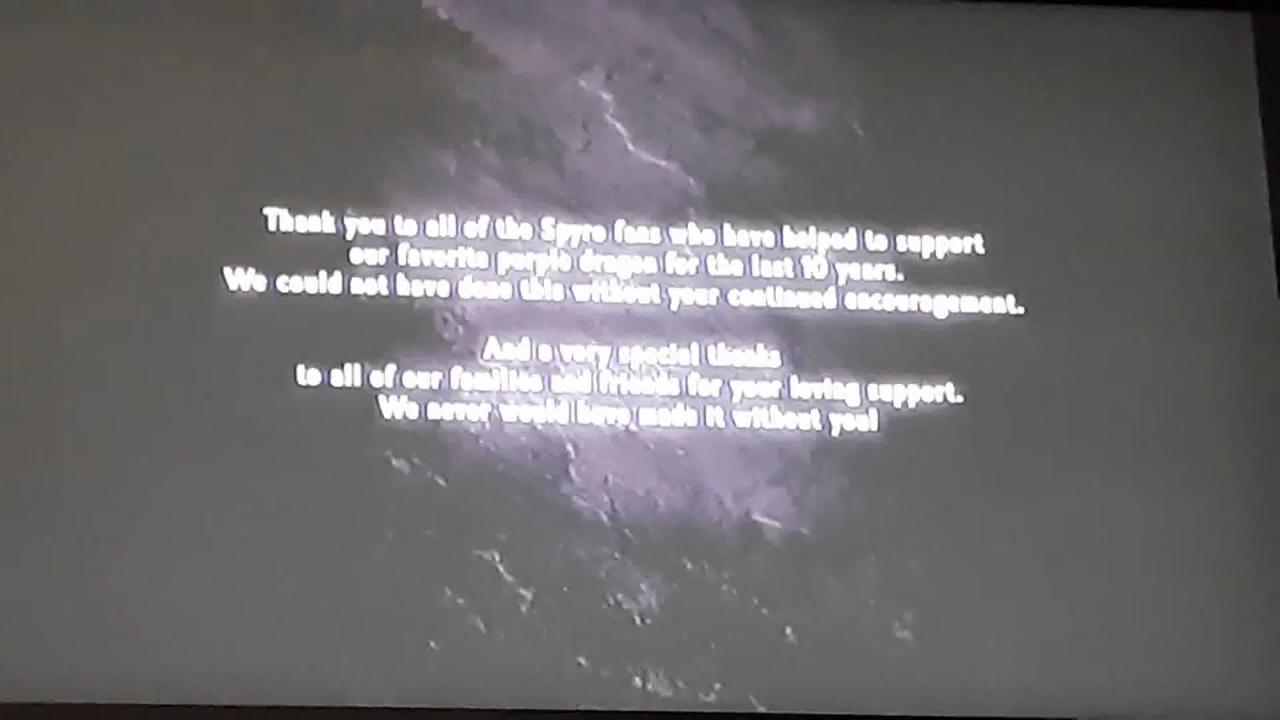 Thank you to all of the Spyro fans who have helped to support
our favorite purple dragon for the last 10 years.
We could not have done this without your continued encouragement.
And a very special thanks
to all of our families and friends for your loving support.
We never would have made it without you!